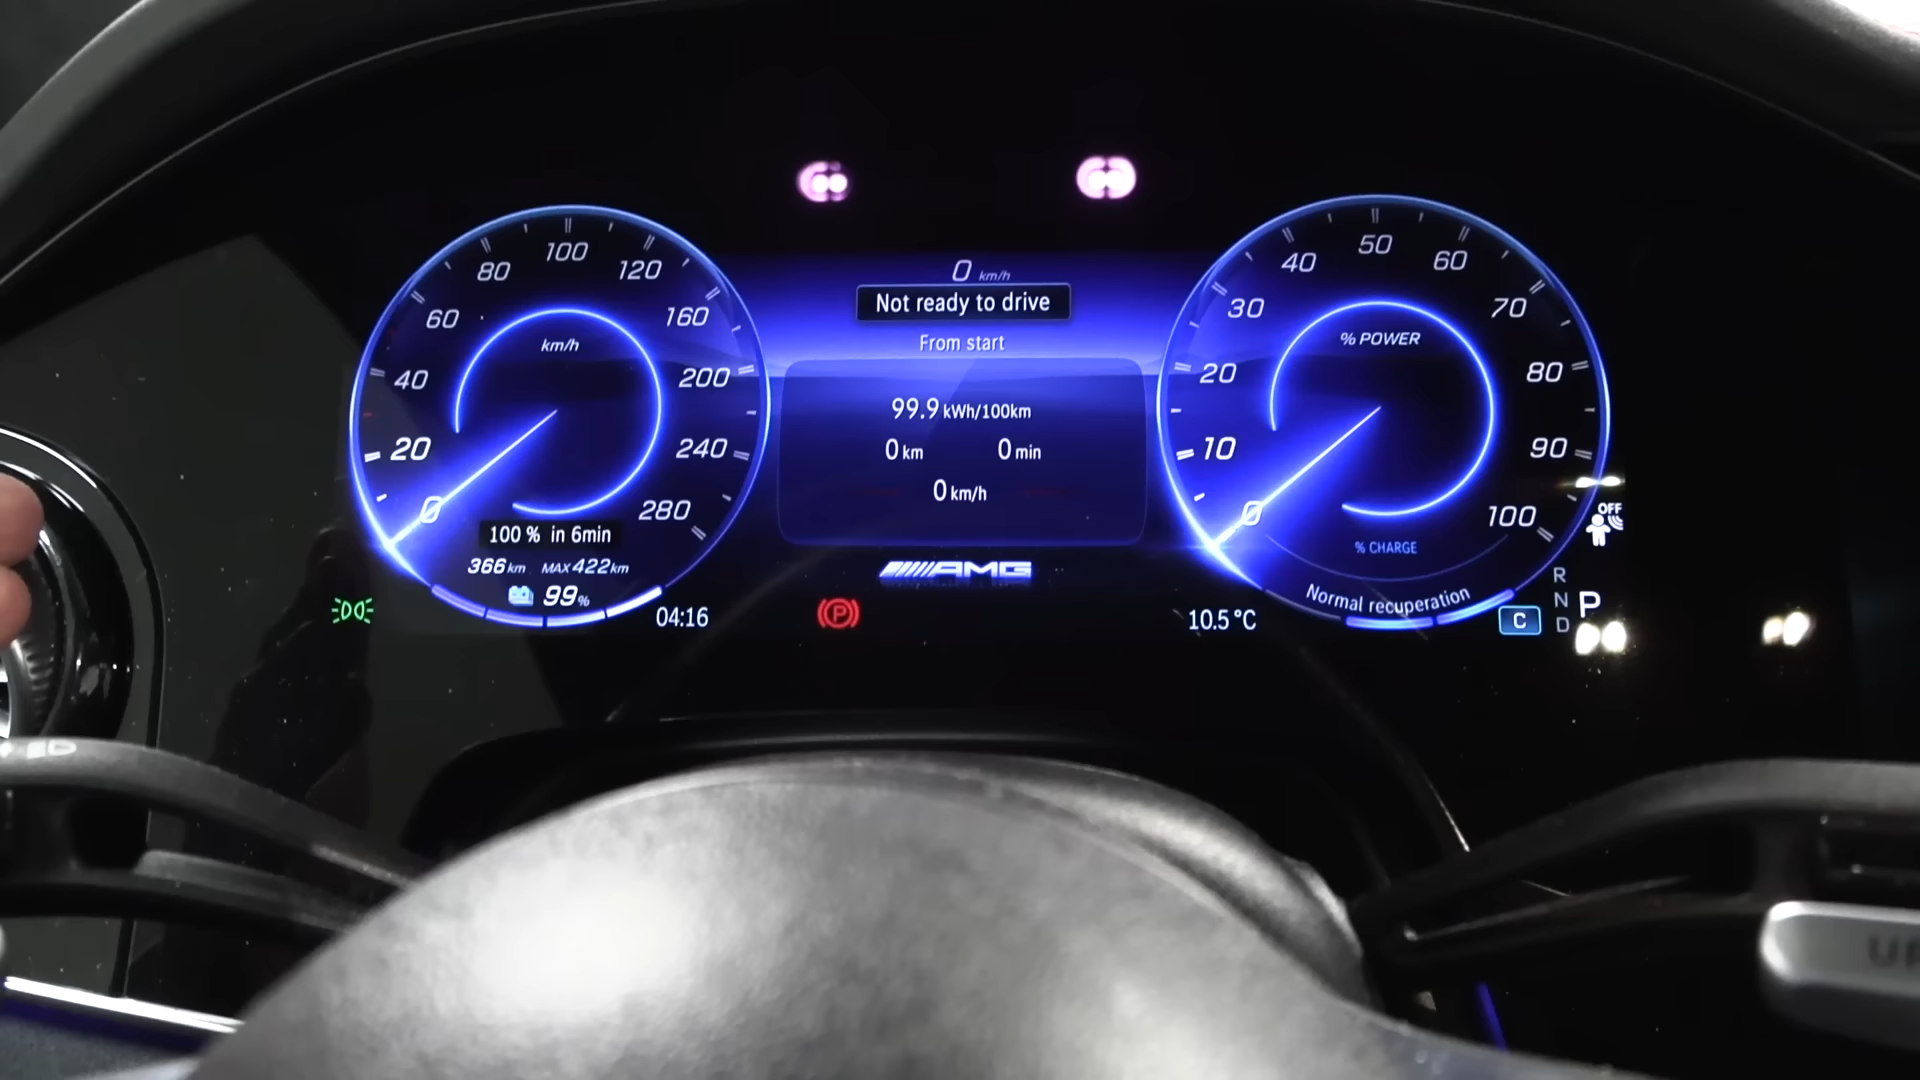 0 km/h
Not ready to drive
From start
99.9 kWh/100km
0 km 0 min
0 km/h
AMG
0 20 40 60 80 100 120 160 200 240 280
km/h
100 % in 6min
366 km MAX 422 km
99%
04:16
P
0 10 20 30 40 50 60 70 80 90 100
% POWER
% CHARGE
Normal recuperation
10.5 °C
C
OFF
R
N P
D